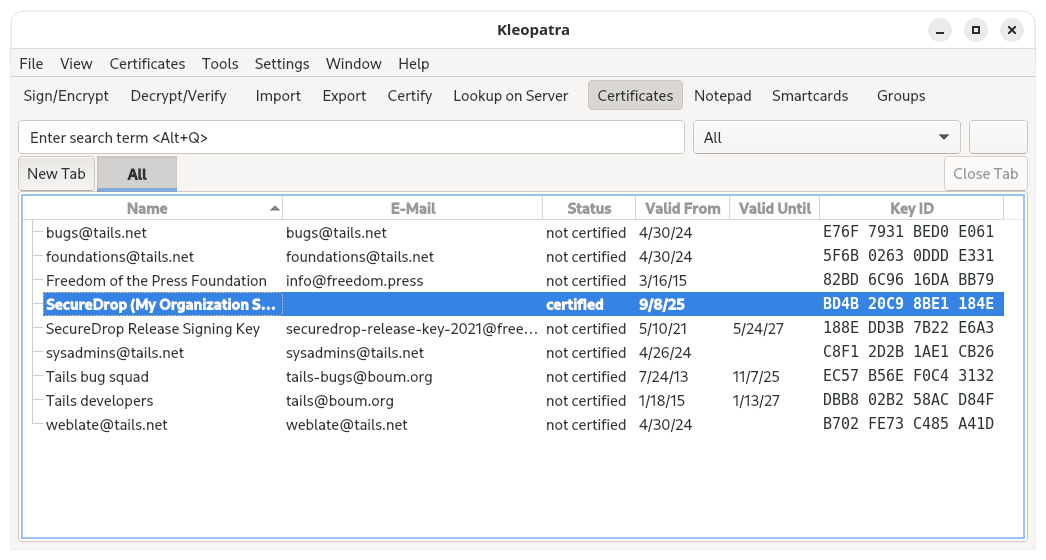 Kleopatra
File View Certificates Tools Settings Window Help
Sign/Encrypt Decrypt/Verify Import Export Certify Lookup on Server Certificates Notepad Smartcards Groups
Enter search term <Alt+Q> All
New Tab All Close Tab
Name E-Mail Status Valid From Valid Until Key ID
bugs@tails.net bugs@tails.net not certified 4/30/24 E76F 7931 BED0 E061
foundations@tails.net foundations@tails.net not certified 4/30/24 5F6B 0263 0DDD E331
Freedom of the Press Foundation info@freedom.press not certified 3/16/15 82BD 6C96 16DA BB79
SecureDrop (My Organization S... certified 9/8/25 BD4B 20C9 8BE1 184E
SecureDrop Release Signing Key securedrop-release-key-2021@free... not certified 5/10/21 5/24/27 188E DD3B 7B22 E6A3
sysadmins@tails.net sysadmins@tails.net not certified 4/26/24 C8F1 2D2B 1AE1 CB26
Tails bug squad tails-bugs@boum.org not certified 7/24/13 11/7/25 EC57 B56E F0C4 3132
Tails developers tails@boum.org not certified 1/18/15 1/13/27 DBB8 02B2 58AC D84F
weblate@tails.net weblate@tails.net not certified 4/30/24 B702 FE73 C485 A41D